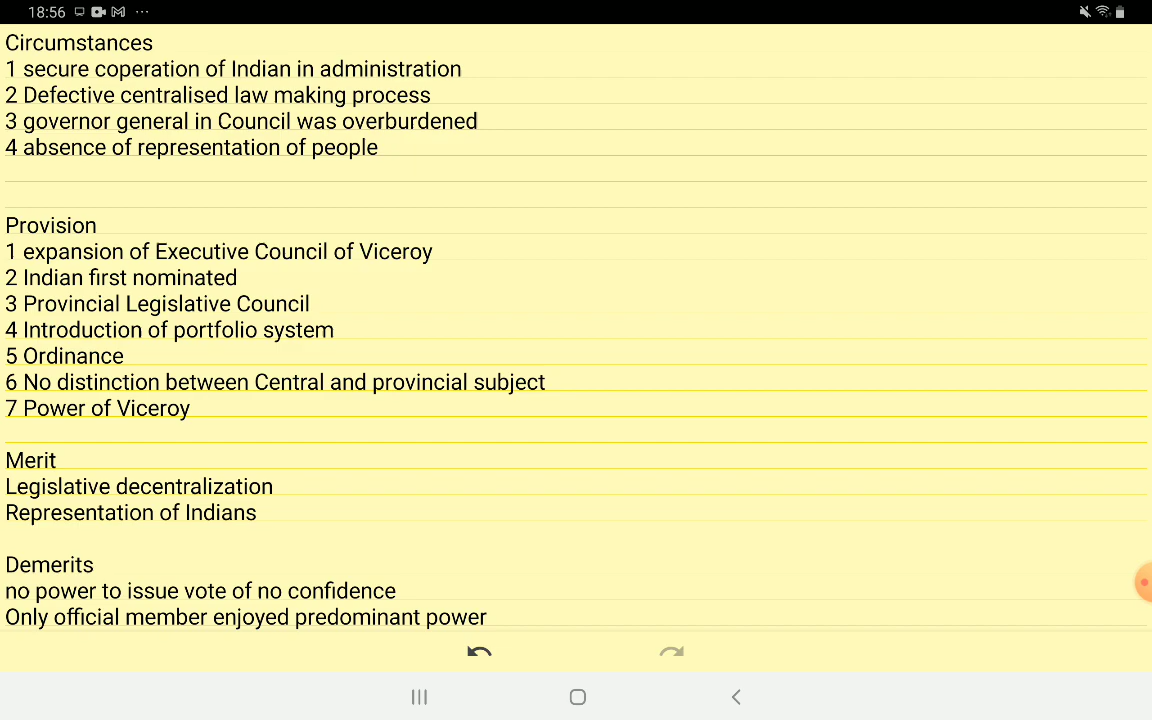 18:56
Circumstances
1 secure coperation of Indian in administration
2 Defective centralised law making process
3 governor general in Council was overburdened
4 absence of representation of people
Provision
1 expansion of Executive Council of Viceroy
2 Indian first nominated
3 Provincial Legislative Council
4 Introduction of portfolio system
5 Ordinance
6 No distinction between Central and provincial subject
7 Power of Viceroy
Merit
Legislative decentralization
Representation of Indians
Demerits
no power to issue vote of no confidence
Only official member enjoyed predominant power